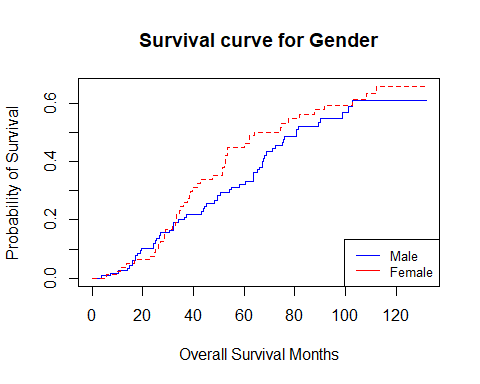 Survival curve for Gender
Probability of Survival
0.6
0.4
0.2
0.0
Male
Female
0 20 40 60 80 100 120
Overall Survival Months